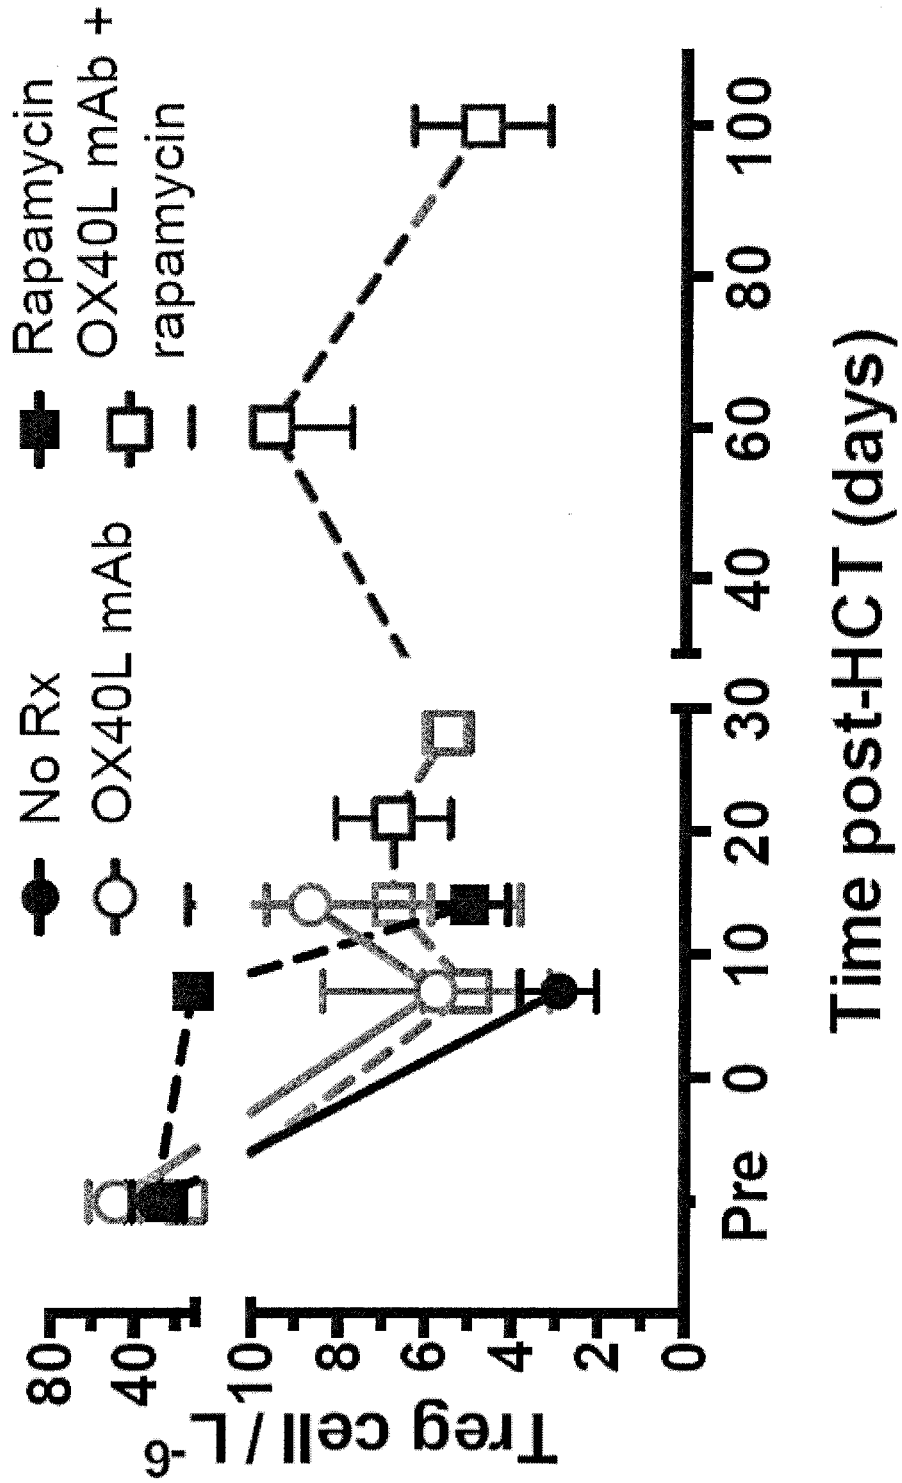 No Rx
OX40L mAb
Rapamycin
OX40L mAb +
rapamycin
Treg cell / L-6
80
40
10
8
6
4
2
0
Pre 0 10 20 30 40 60 80 100
Time post-HCT (days)